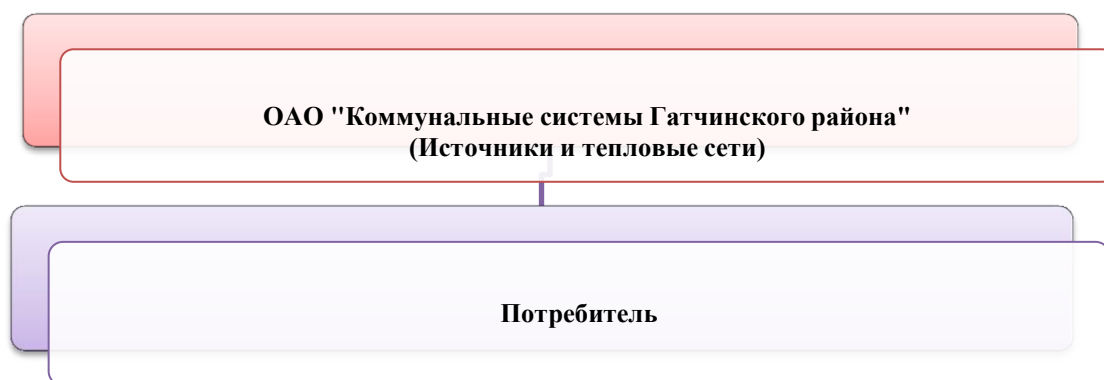 ОАО "Коммунальные системы Гатчинского района"
(Источники и тепловые сети)
Потребитель